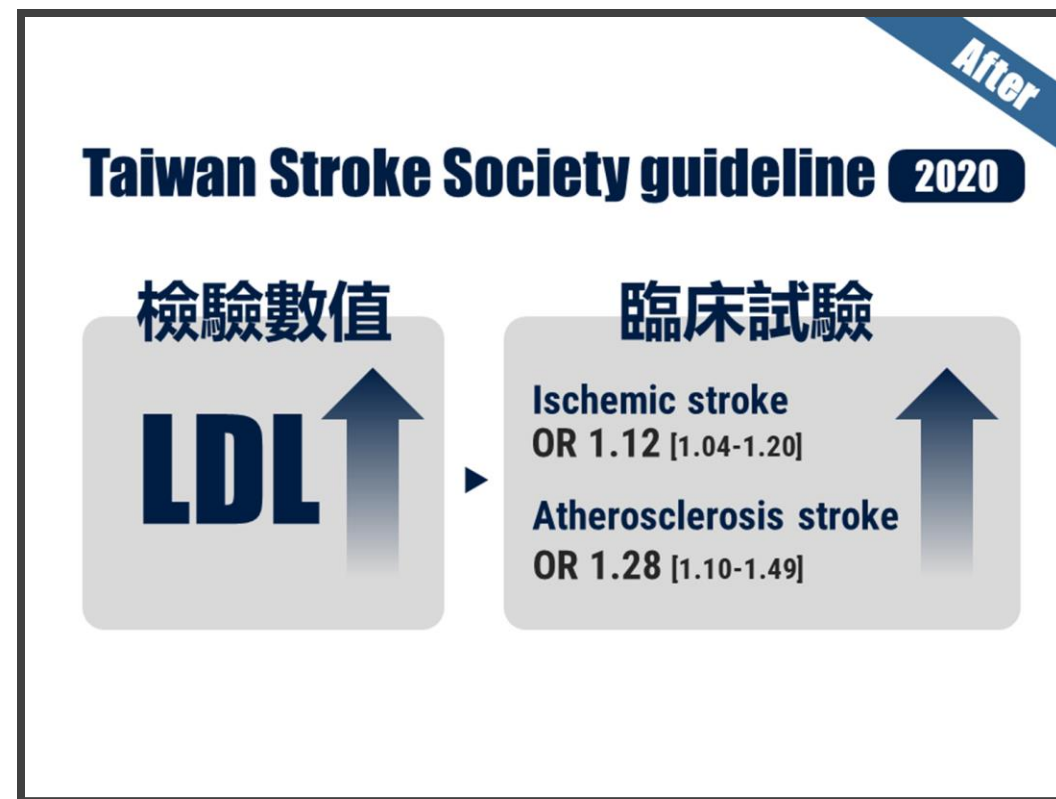 After
Taiwan Stroke Society guideline 2020
檢驗數值
LDL
臨床試驗
Ischemic stroke
OR 1.12 [1.04-1.20]
Atherosclerosis stroke
OR 1.28 [1.10-1.49]